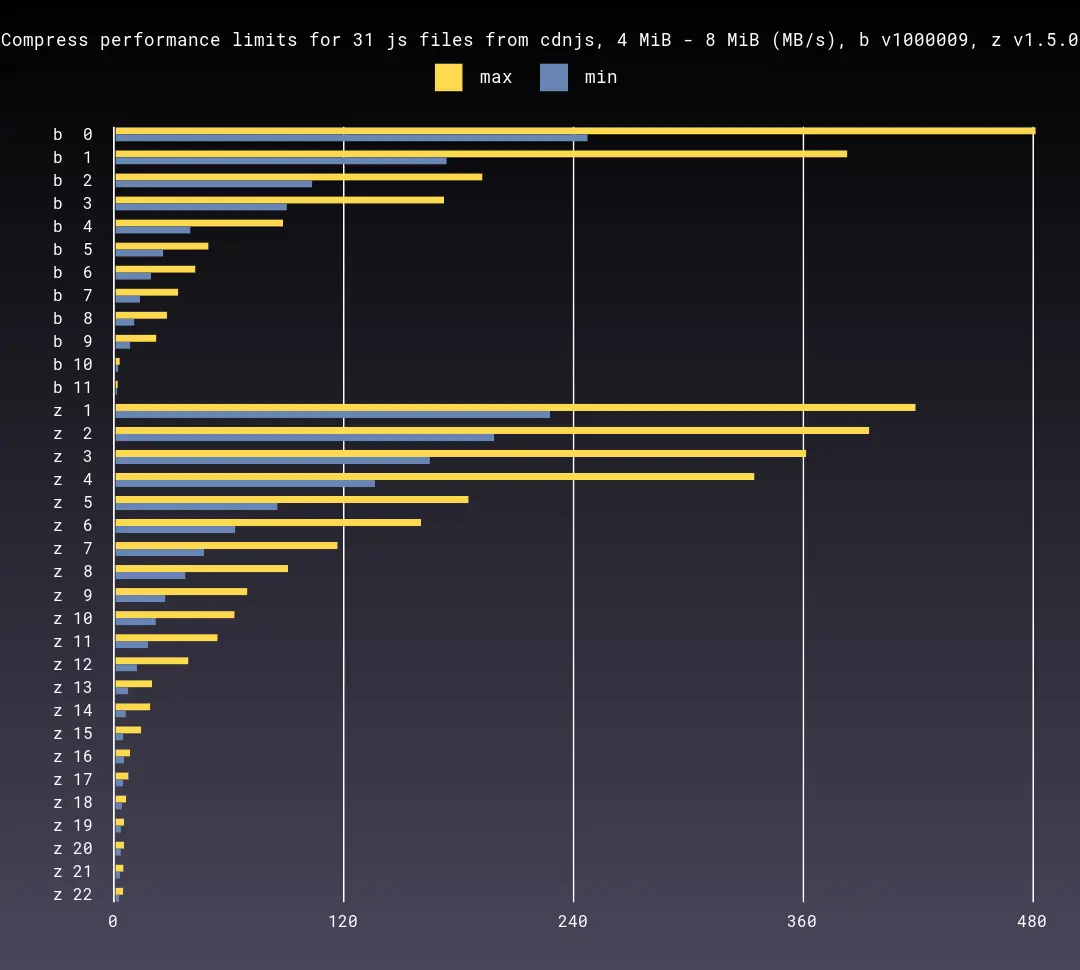 Compress performance limits for 31 js files from cdnjs, 4 MiB - 8 MiB (MB/s), b v1000009, z v1.5.0
max min
b 0
b 1
b 2
b 3
b 4
b 5
b 6
b 7
b 8
b 9
b 10
b 11
z 1
z 2
z 3
z 4
z 5
z 6
z 7
z 8
z 9
z 10
z 11
z 12
z 13
z 14
z 15
z 16
z 17
z 18
z 19
z 20
z 21
z 22
0 120 240 360 480